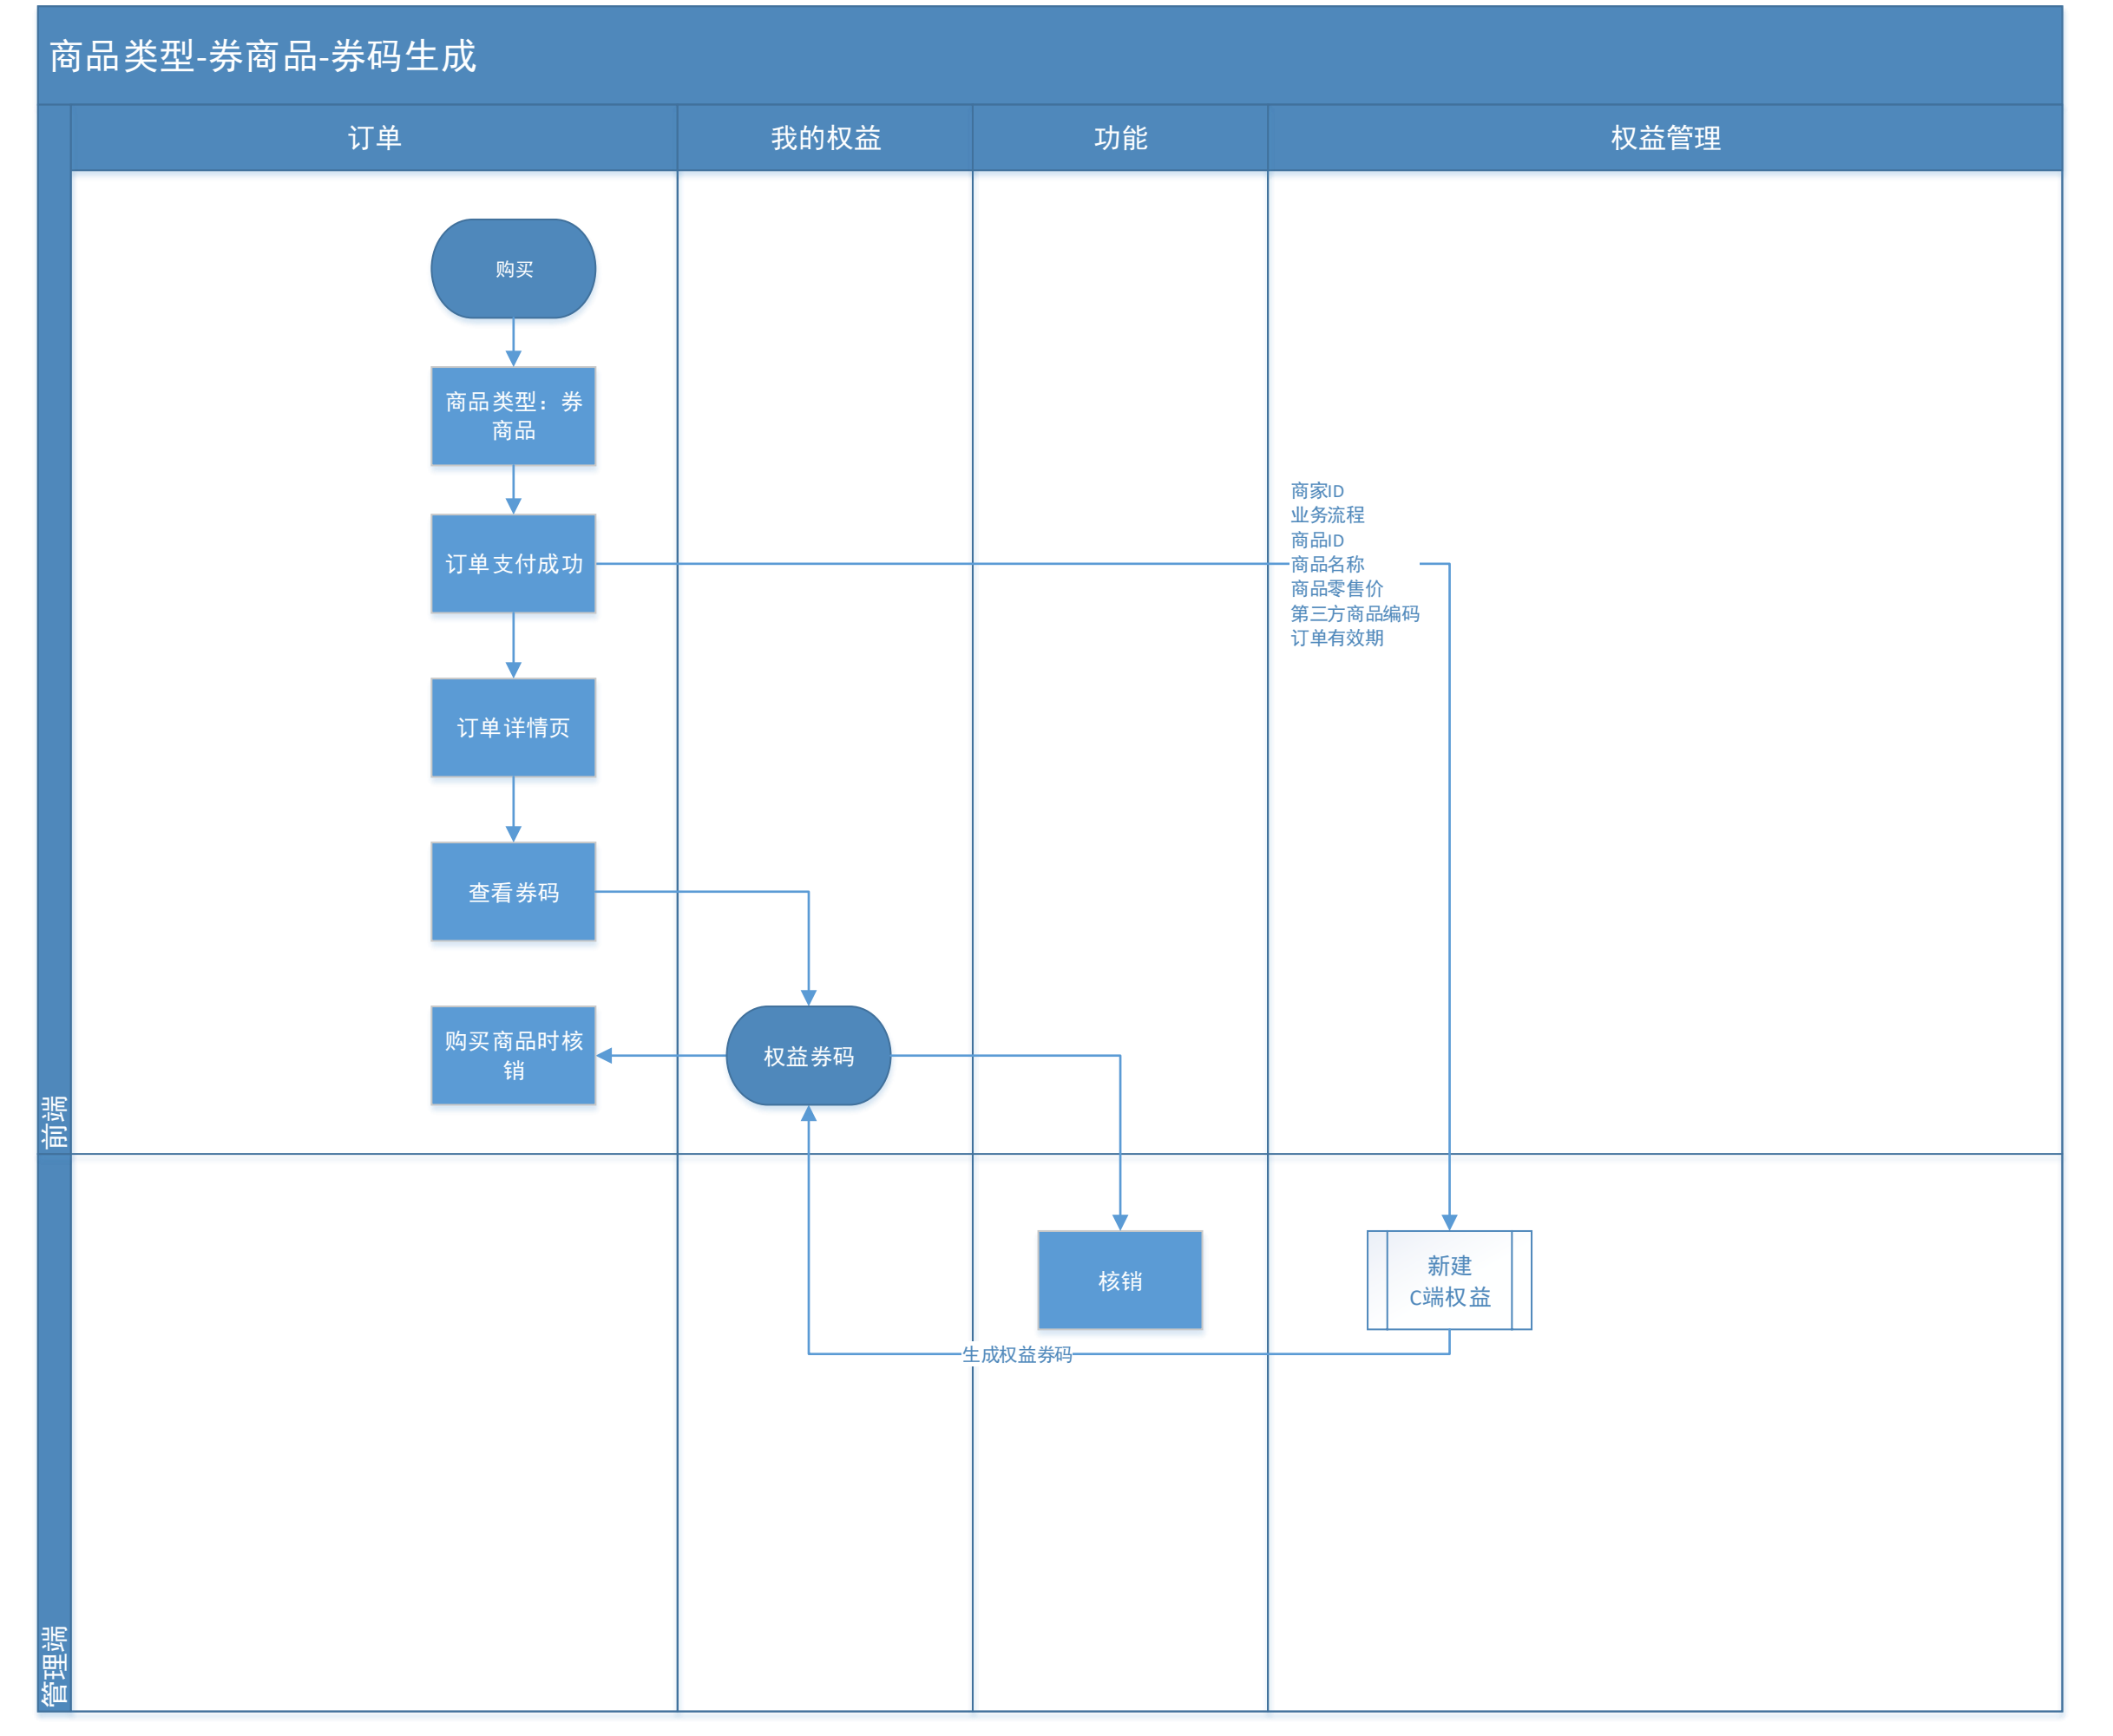 商品类型-券商品-券码生成
订单
我的权益
功能
权益管理
购买
商品类型：券
商品
订单支付成功
商家ID
业务流程
商品ID
商品名称
商品零售价
第三方商品编码
订单有效期
订单详情页
查看券码
购买商品时核
销
权益券码
前端
核销
新建
C端权益
生成权益券码
管理端